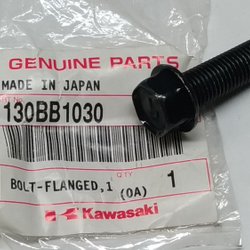 GENUINE PARTS
MADE IN JAPAN
130BB1030
QTY
BOLT-FLANGED,1 1
(0A)
Kawasaki